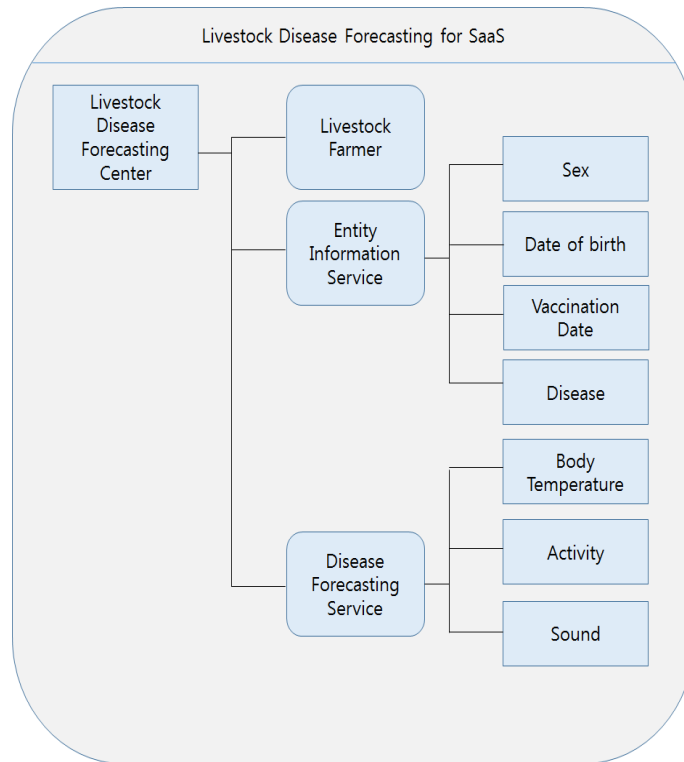 Livestock Disease Forecasting for SaaS
Livestock
Disease
Forecasting
Center
Livestock
Farmer
Entity
Information
Service
Sex
Date of birth
Vaccination
Date
Disease
Disease
Forecasting
Service
Body
Temperature
Activity
Sound